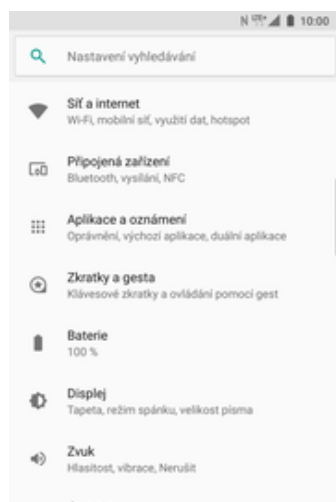 10:00
Nastavení vyhledávání
Síť a internet
Wi-Fi, mobilní síť, využití dat, hotspot
Připojená zařízení
Bluetooth, vysílání, NFC
Aplikace a oznámení
Oprávnění, výchozí aplikace, duální aplikace
Zkratky a gesta
Klávesové zkratky a ovládání pomocí gest
Baterie
100 %
Displej
Tapeta, režim spánku, velikost písma
Zvuk
Hlasitost, vibrace, Nerušit